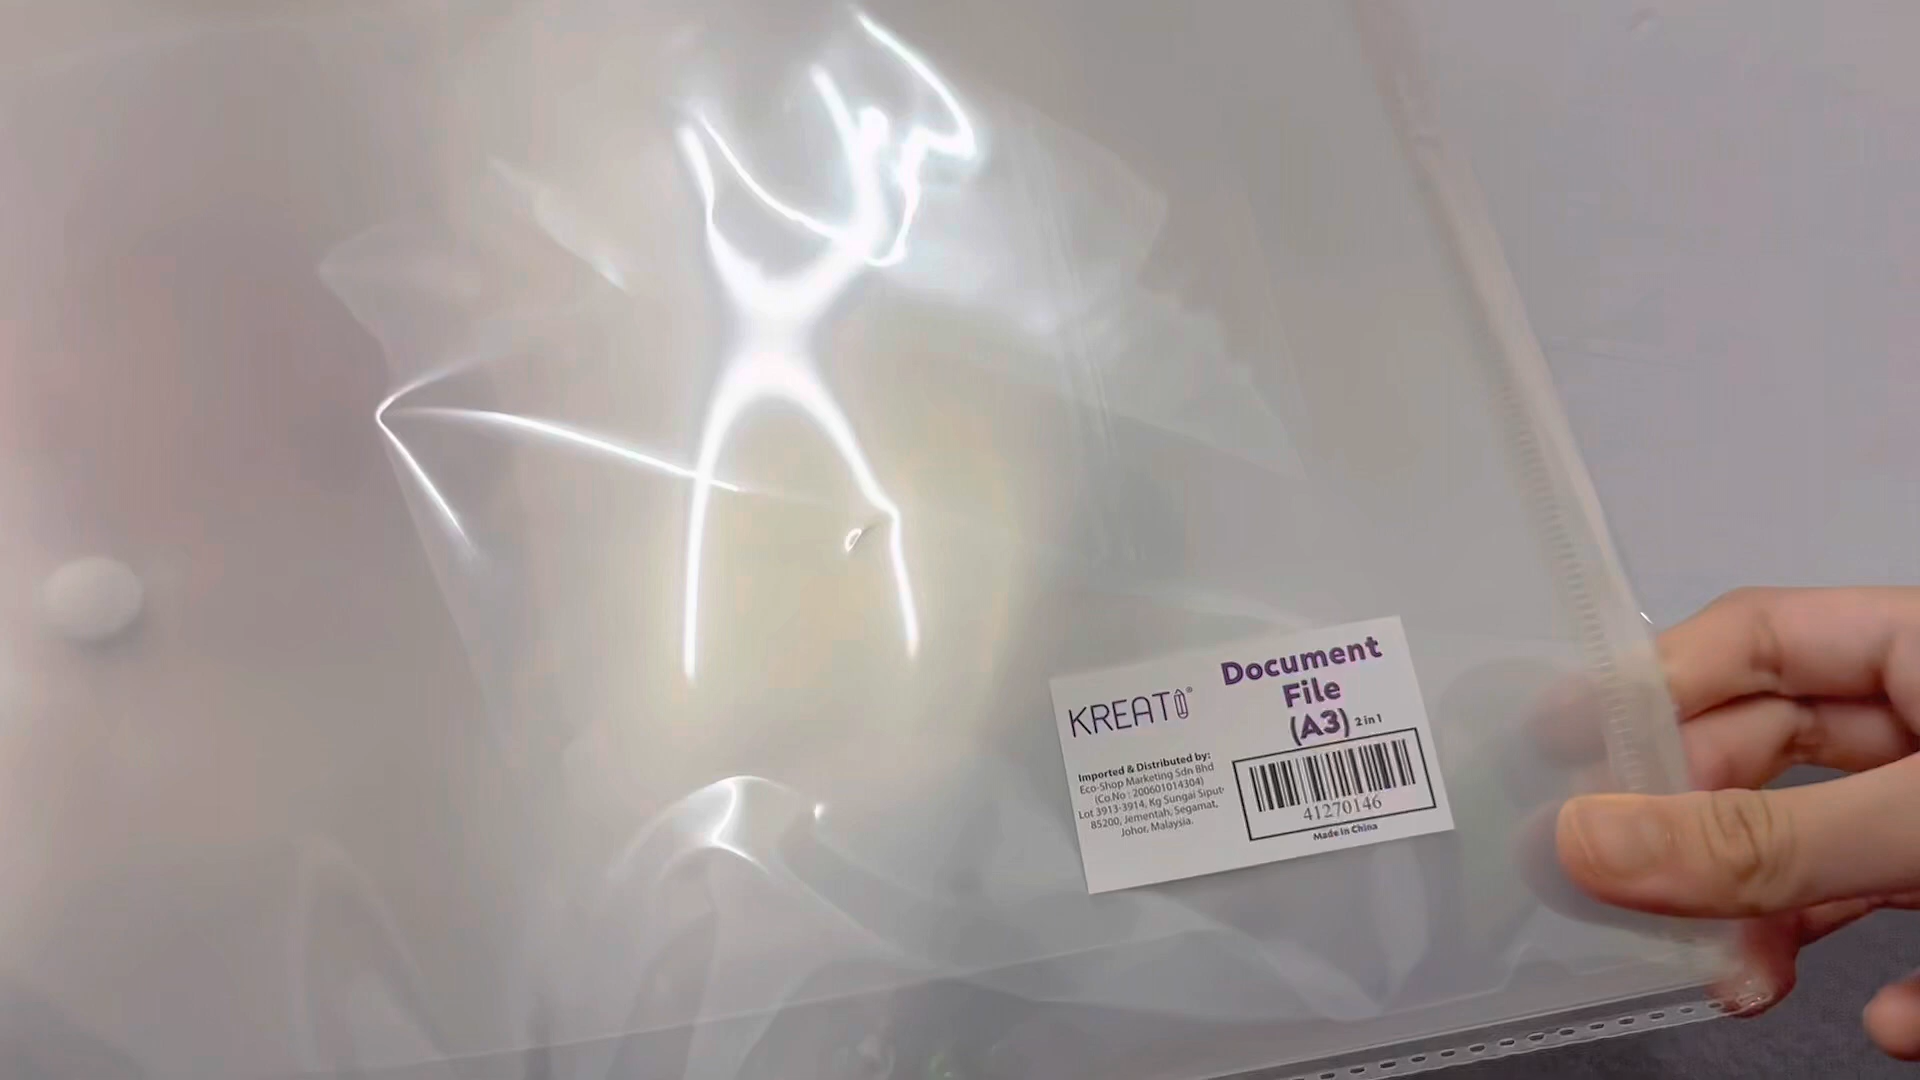 KREATi®
Document
File
(A3) 2 in 1
Imported & Distributed by:
Eco-Shop Marketing Sdn Bhd
(Co.No : 200601014304)
Lot 3913-3914, Kg Sungai Siput
85200, Jementah, Segamat,
Johor, Malaysia.
41270146
Made in China